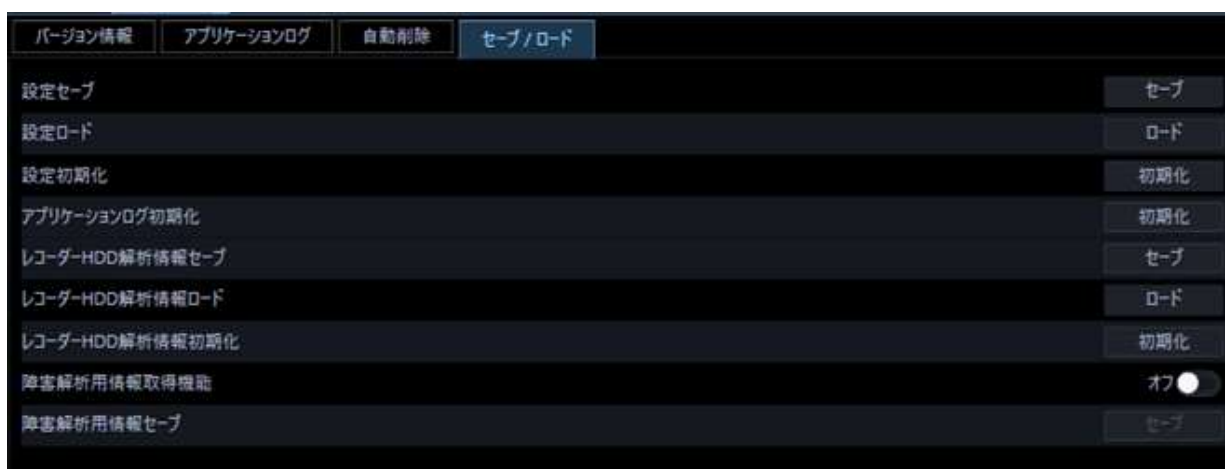 バージョン情報 アプリケーションログ 自動削除 セーブ/ロード
設定セーブ セーブ
設定ロード ロード
設定初期化 初期化
アプリケーションログ初期化 初期化
レコーダーHDD解析情報セーブ セーブ
レコーダーHDD解析情報ロード ロード
レコーダーHDD解析情報初期化 初期化
障害解析用情報取得機能 オフ
障害解析用情報セーブ セーブ